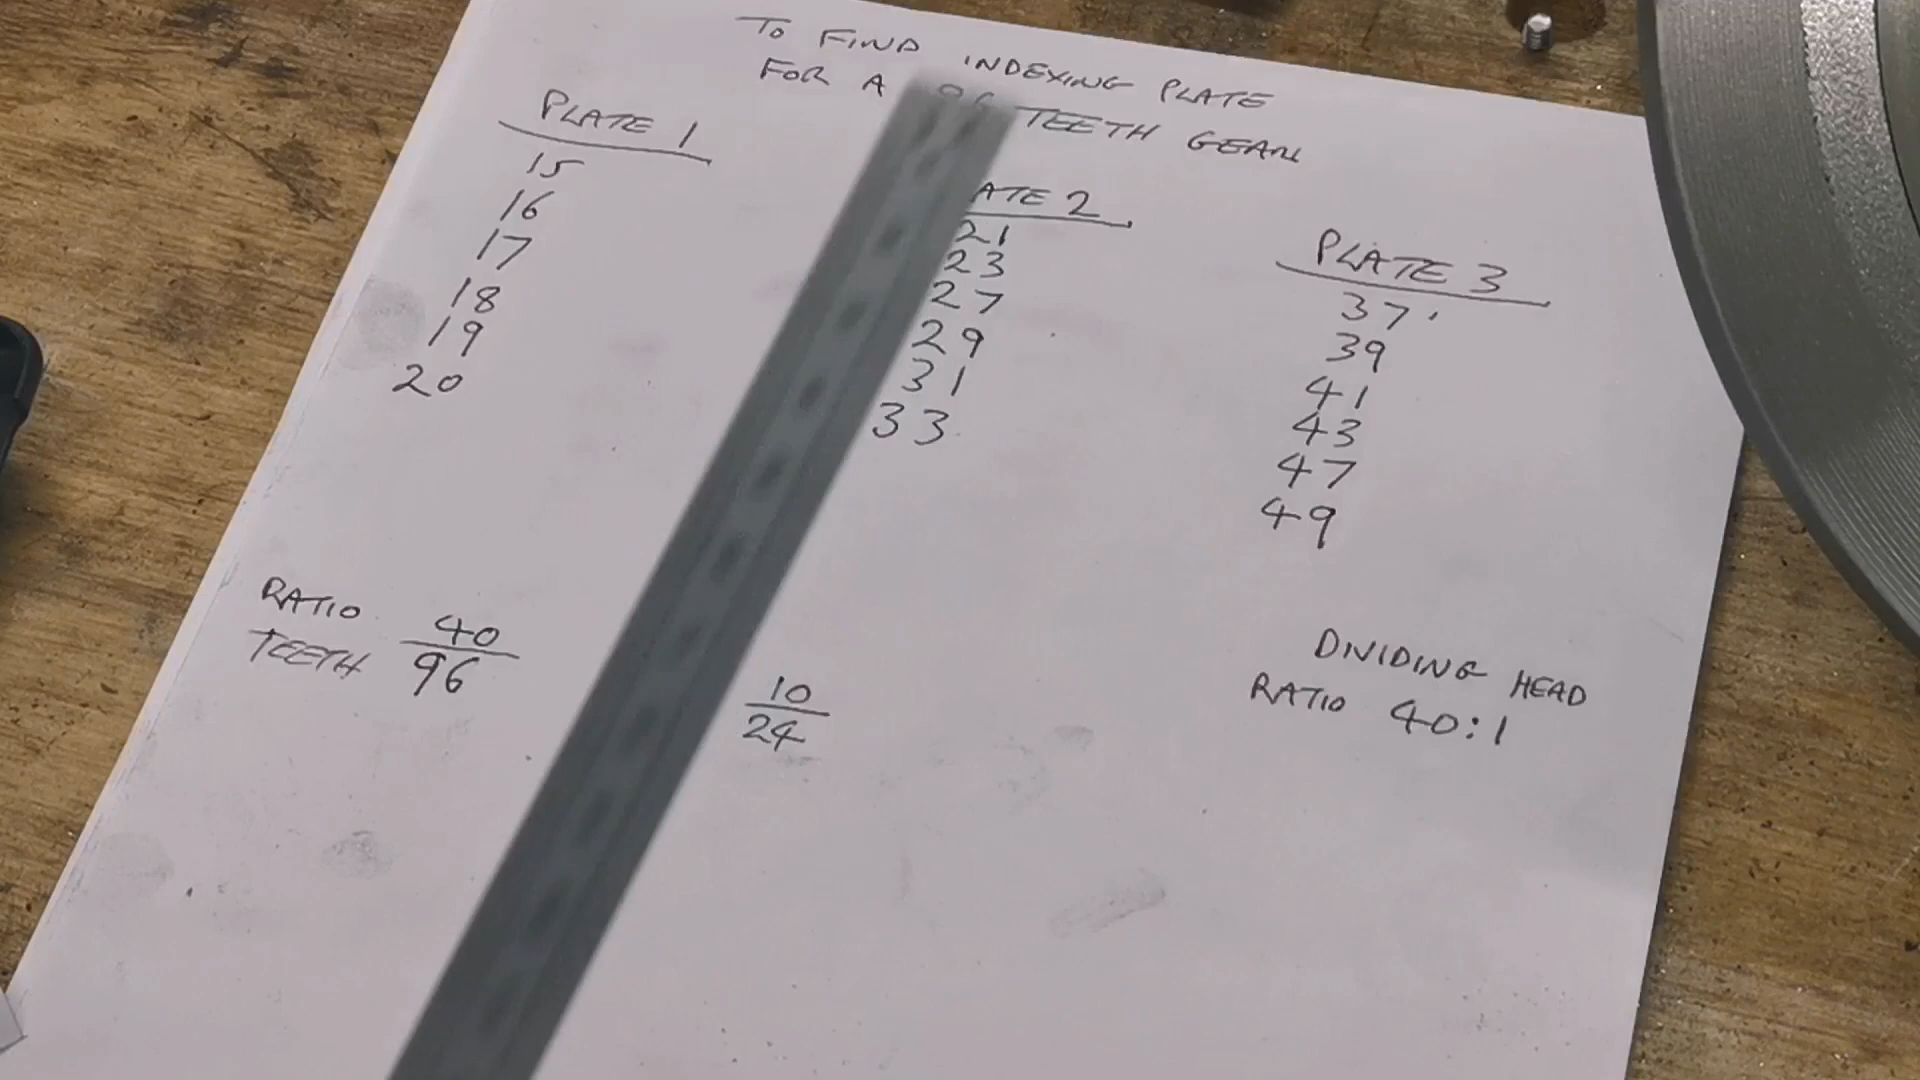 TO FIND INDEXING PLATE
FOR A 96 TEETH GEAR
PLATE 1
15
16
17
18
19
20
ATE 2
21
23
27
29
31
33
PLATE 3
37
39
41
43
47
49
RATIO 40
TEETH 96
10
24
DIVIDING HEAD
RATIO 40:1